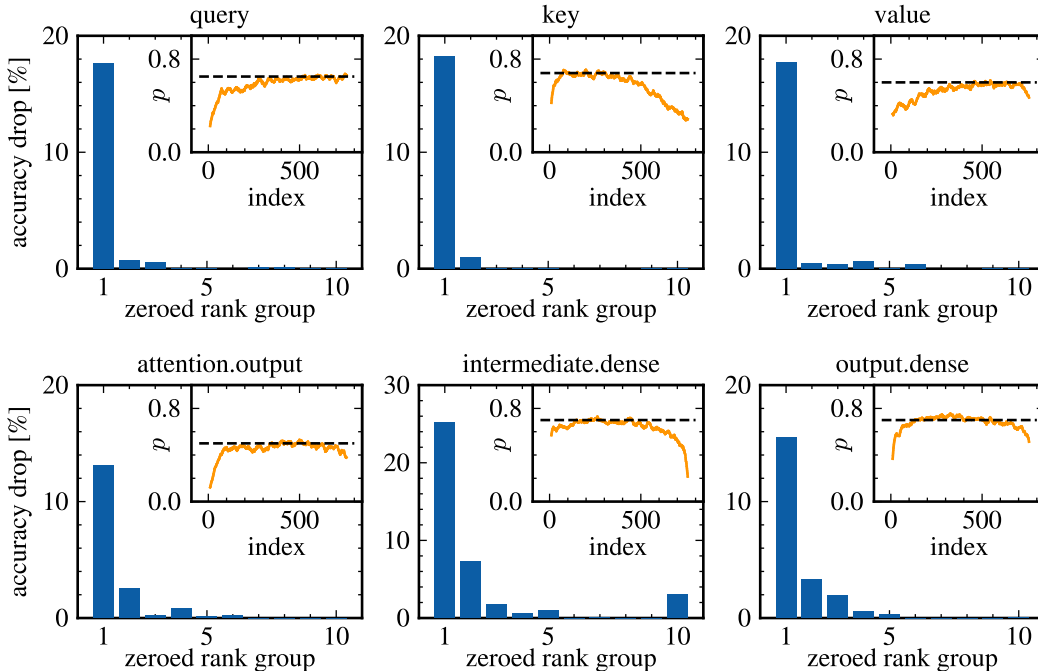 query
accuracy drop [%]
20
10
0
1
5
10
zeroed rank group
p
0.8
0.0
0
500
index
key
20
10
0
1
5
10
zeroed rank group
p
0.8
0.0
0
500
index
value
20
10
0
1
5
10
zeroed rank group
p
0.8
0.0
0
500
index
attention.output
accuracy drop [%]
20
10
0
1
5
10
zeroed rank group
p
0.8
0.0
0
500
index
intermediate.dense
30
20
10
0
1
5
10
zeroed rank group
p
0.8
0.0
0
500
index
output.dense
20
10
0
1
5
10
zeroed rank group
p
0.8
0.0
0
500
index